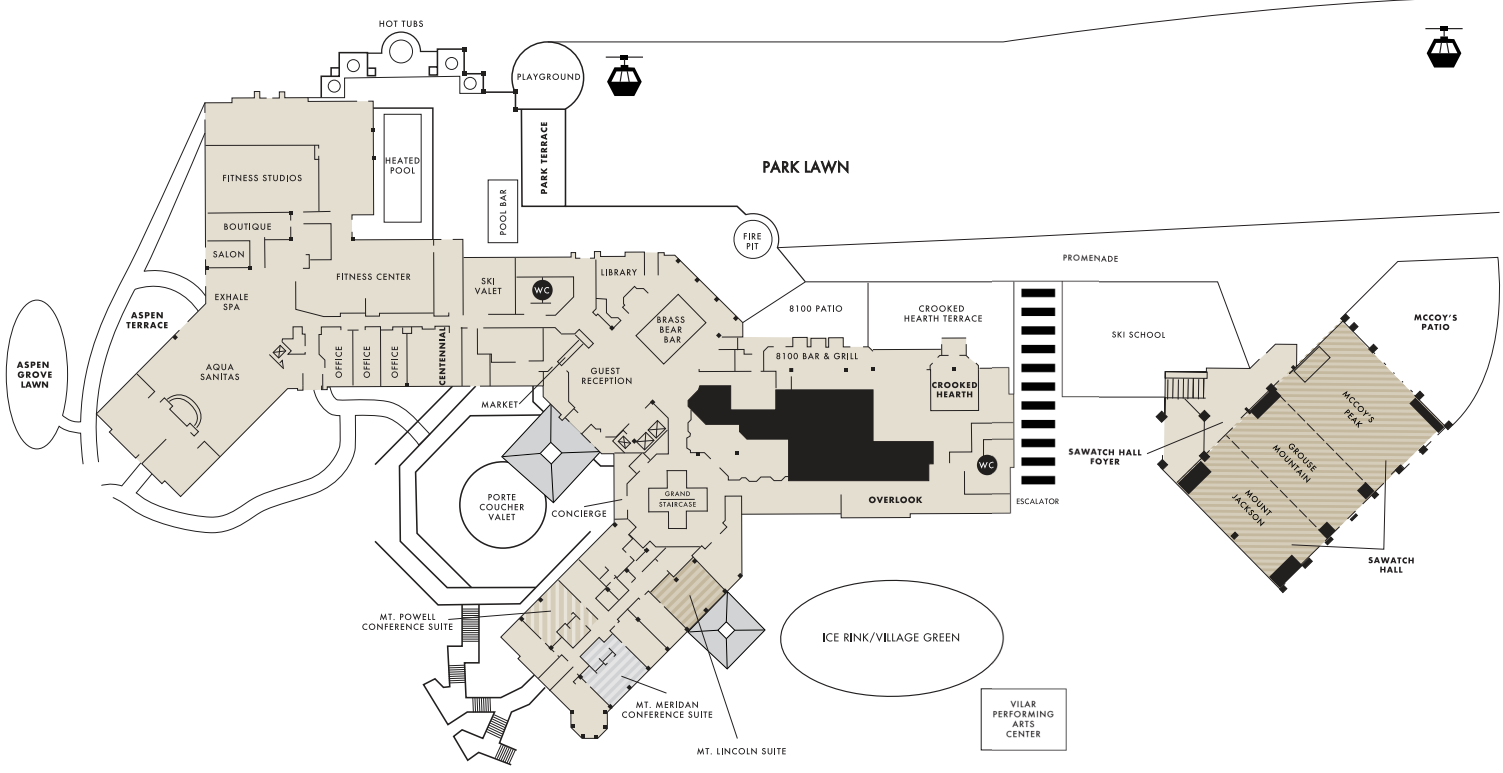 HOT TUBS
PLAYGROUND
PARK TERRACE
HEATED
POOL
POOL BAR
PARK LAWN
FITNESS STUDIOS
BOUTIQUE
SALON
FITNESS CENTER
EXHALE
SPA
ASPEN
TERRACE
ASPEN
GROVE
LAWN
AQUA
SANITAS
OFFICE
OFFICE
OFFICE
CENTENNIAL
SKI
VALET
WC
LIBRARY
BRASS
BEAR
BAR
FIRE
PIT
PROMENADE
8100 PATIO
CROOKED
HEARTH TERRACE
8100 BAR & GRILL
CROOKED
HEARTH
SKI SCHOOL
MCCOY'S
PATIO
GUEST
RECEPTION
MARKET
MCCOY'S
PEAK
GROUSE
MOUNTAIN
MOUNT
JACKSON
SAWATCH HALL
FOYER
WC
ESCALATOR
OVERLOOK
GRAND
STAIRCASE
CONCIERGE
PORTE
COUCHER
VALET
SAWATCH
HALL
MT. POWELL
CONFERENCE SUITE
ICE RINK/VILLAGE GREEN
MT. MERIDAN
CONFERENCE SUITE
MT. LINCOLN SUITE
VILAR
PERFORMING
ARTS
CENTER